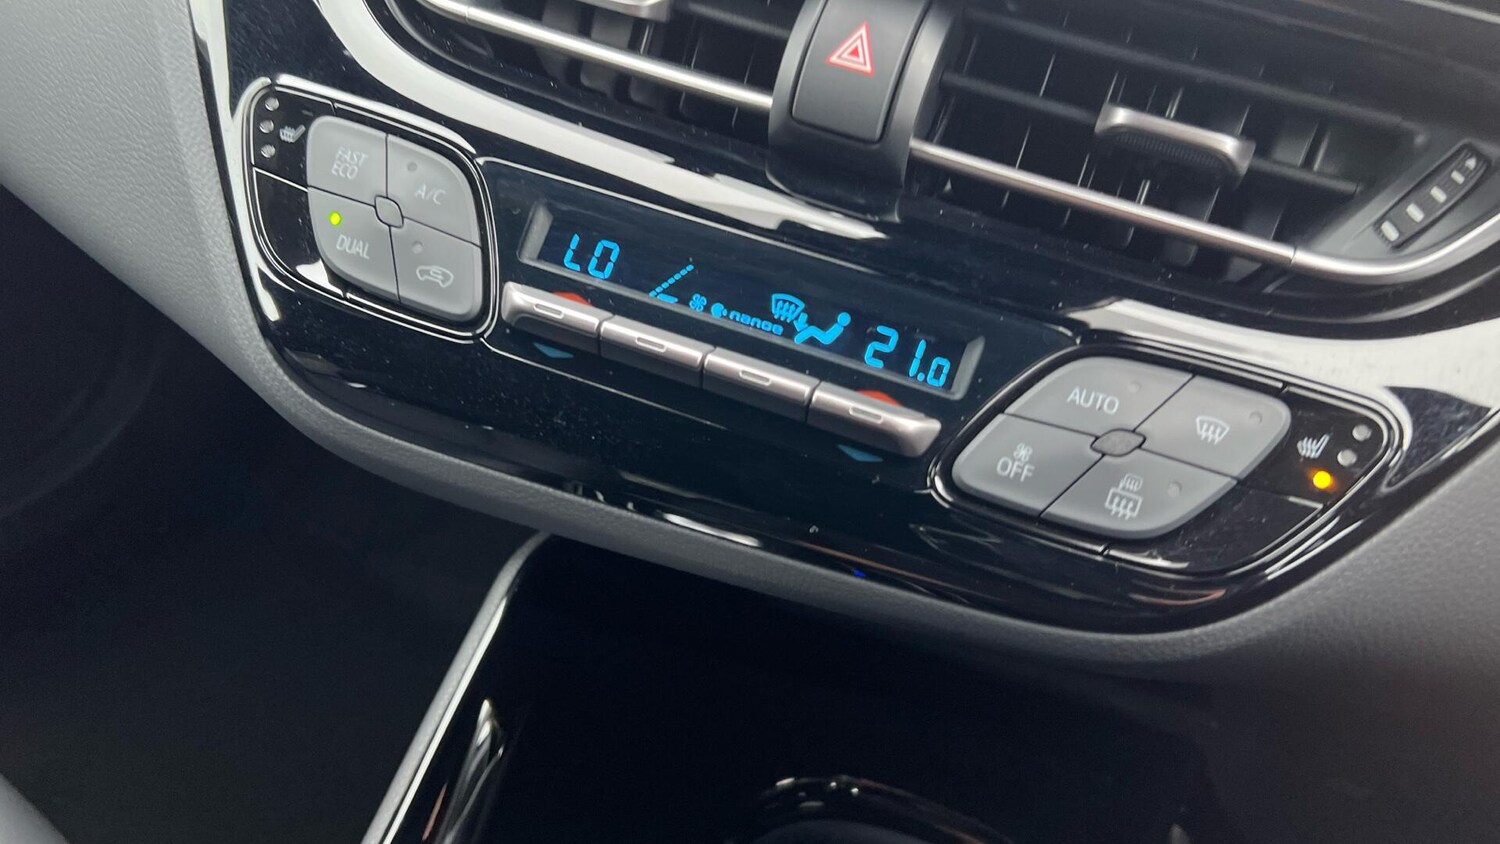 FAST
ECO
A/C
DUAL
LO
nanoe
21.0
AUTO
OFF